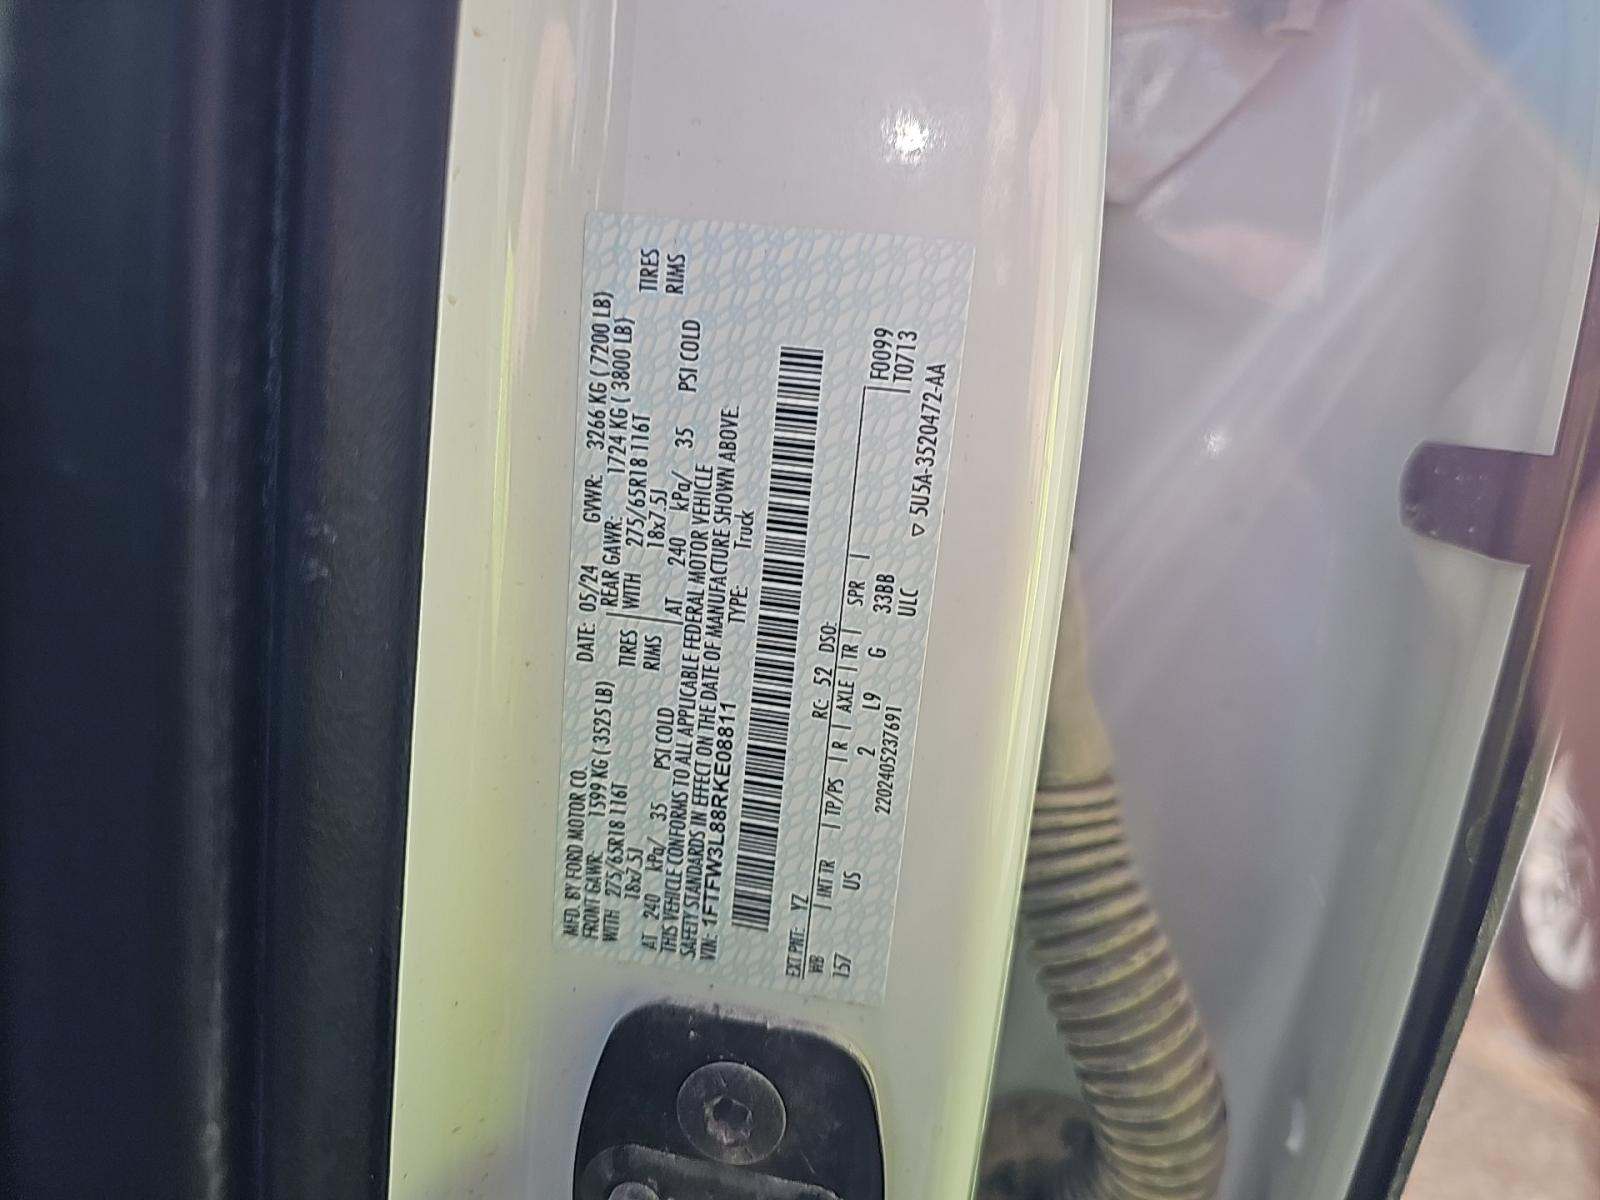 MFD. BY FORD MOTOR CO. DATE: 05/24 GVWR: 3266 KG ( 7200 LB)
FRONT GAWR: 1599 KG ( 3525 LB) REAR GAWR: 1724 KG ( 3800 LB)
WITH 275/65R18 116T TIRES WITH 275/65R18 116T TIRES
18x7.5J RIMS 18x7.5J RIMS
AT 240 kPa/ 35 PSI COLD AT 240 kPa/ 35 PSI COLD
THIS VEHICLE CONFORMS TO ALL APPLICABLE FEDERAL MOTOR VEHICLE
SAFETY STANDARDS IN EFFECT ON THE DATE OF MANUFACTURE SHOWN ABOVE.
VIN: 1FTFW3L88RKE08811 TYPE: Truck
EXT PNT: YZ RC: 52 DSO:
WB INT TR TP/PS R AXLE TR SPR F0099
157 US 2 L9 G 33BB T0713
2202405237691 ULC ▽ 5U5A-3520472-AA